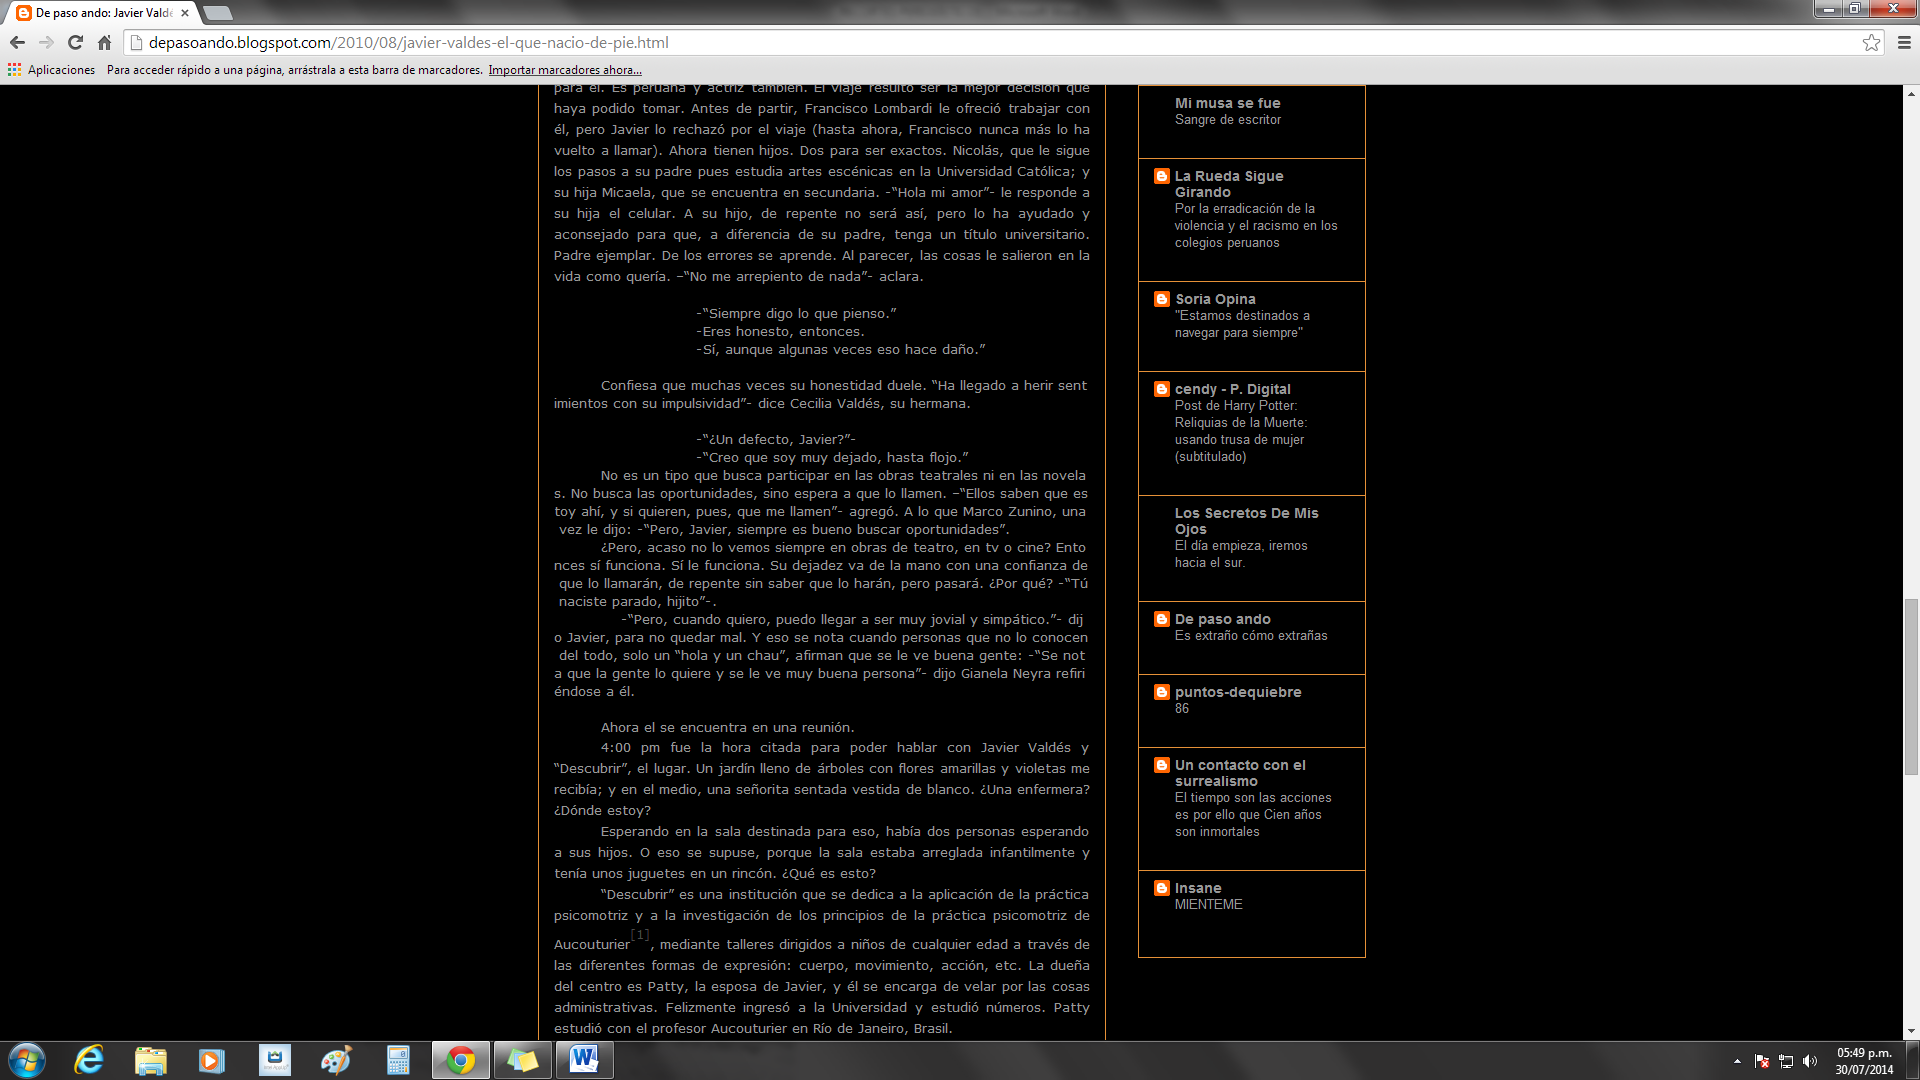 De paso ando: Javier Valdé
depasoando.blogspot.com/2010/08/javier-valdes-el-que-nacio-de-pie.html
Aplicaciones Para acceder rápido a una página, arrástrala a esta barra de marcadores. Importar marcadores ahora...
para él. Es peruana y actriz también. El viaje resultó ser la mejor decisión que
haya podido tomar. Antes de partir, Francisco Lombardi le ofreció trabajar con
él, pero Javier lo rechazó por el viaje (hasta ahora, Francisco nunca más lo ha
vuelto a llamar). Ahora tienen hijos. Dos para ser exactos. Nicolás, que le sigue
los pasos a su padre pues estudia artes escénicas en la Universidad Católica; y
su hija Micaela, que se encuentra en secundaria. -“Hola mi amor”- le responde a
su hija el celular. A su hijo, de repente no será así, pero lo ha ayudado y
aconsejado para que, a diferencia de su padre, tenga un título universitario.
Padre ejemplar. De los errores se aprende. Al parecer, las cosas le salieron en la
vida como quería. –“No me arrepiento de nada”- aclara.
-“Siempre digo lo que pienso.”
-Eres honesto, entonces.
-Sí, aunque algunas veces eso hace daño.”
Confiesa que muchas veces su honestidad duele. “Ha llegado a herir sent
imientos con su impulsividad”- dice Cecilia Valdés, su hermana.
-“¿Un defecto, Javier?”-
-“Creo que soy muy dejado, hasta flojo.”
No es un tipo que busca participar en las obras teatrales ni en las novela
s. No busca las oportunidades, sino espera a que lo llamen. –“Ellos saben que es
toy ahí, y si quieren, pues, que me llamen”- agregó. A lo que Marco Zunino, una
vez le dijo: -“Pero, Javier, siempre es bueno buscar oportunidades”.
¿Pero, acaso no lo vemos siempre en obras de teatro, en tv o cine? Ento
nces sí funciona. Sí le funciona. Su dejadez va de la mano con una confianza de
que lo llamarán, de repente sin saber que lo harán, pero pasará. ¿Por qué? -“Tú
naciste parado, hijito”-.
-“Pero, cuando quiero, puedo llegar a ser muy jovial y simpático.”- dij
o Javier, para no quedar mal. Y eso se nota cuando personas que no lo conocen
del todo, solo un “hola y un chau”, afirman que se le ve buena gente: -“Se not
a que la gente lo quiere y se le ve muy buena persona”- dijo Gianela Neyra refiri
éndose a él.
Ahora el se encuentra en una reunión.
4:00 pm fue la hora citada para poder hablar con Javier Valdés y
“Descubrir”, el lugar. Un jardín lleno de árboles con flores amarillas y violetas me
recibía; y en el medio, una señorita sentada vestida de blanco. ¿Una enfermera?
¿Dónde estoy?
Esperando en la sala destinada para eso, había dos personas esperando
a sus hijos. O eso se supuse, porque la sala estaba arreglada infantilmente y
tenía unos juguetes en un rincón. ¿Qué es esto?
“Descubrir” es una institución que se dedica a la aplicación de la práctica
psicomotriz y a la investigación de los principios de la práctica psicomotriz de
Aucouturier[1], mediante talleres dirigidos a niños de cualquier edad a través de
las diferentes formas de expresión: cuerpo, movimiento, acción, etc. La dueña
del centro es Patty, la esposa de Javier, y él se encarga de velar por las cosas
administrativas. Felizmente ingresó a la Universidad y estudió números. Patty
estudió con el profesor Aucouturier en Río de Janeiro, Brasil.
Mi musa se fue
Sangre de escritor
La Rueda Sigue
Girando
Por la erradicación de la
violencia y el racismo en los
colegios peruanos
Soria Opina
"Estamos destinados a
navegar para siempre"
cendy - P. Digital
Post de Harry Potter:
Reliquias de la Muerte:
usando trusa de mujer
(subtitulado)
Los Secretos De Mis
Ojos
El día empieza, iremos
hacia el sur.
De paso ando
Es extraño cómo extrañas
puntos-dequiebre
86
Un contacto con el
surrealismo
El tiempo son las acciones
es por ello que Cien años
son inmortales
Insane
MIENTEME
05:49 p.m.
30/07/2014